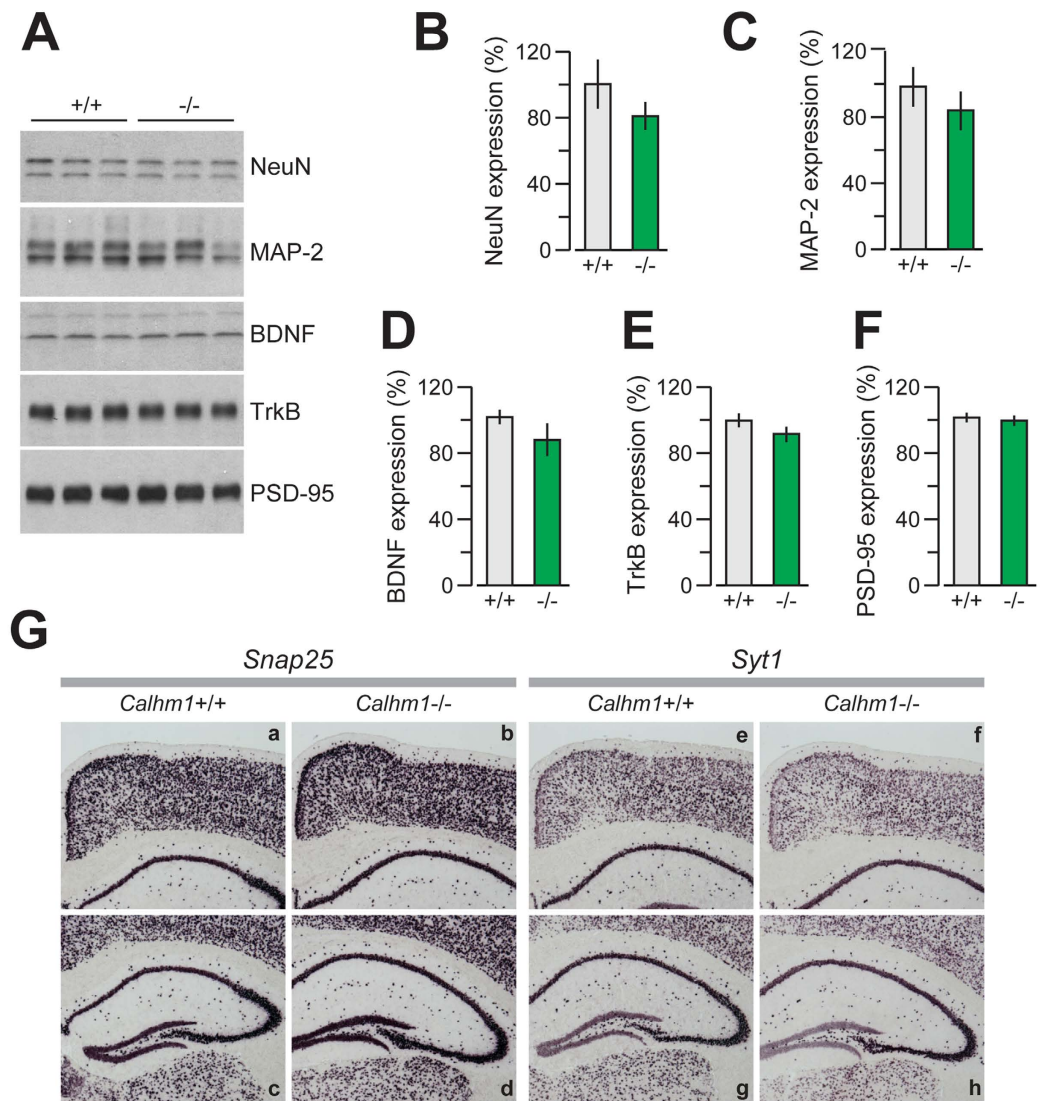 A
+/+ -/-
NeuN
MAP-2
BDNF
TrkB
PSD-95
B
NeuN expression (%)
120
80
40
0
+/+ -/-
C
MAP-2 expression (%)
120
80
40
0
+/+ -/-
D
BDNF expression (%)
120
80
40
0
+/+ -/-
E
TrkB expression (%)
120
80
40
0
+/+ -/-
F
PSD-95 expression (%)
120
80
40
0
+/+ -/-
G
Snap25 Syt1
Calhm1+/+ Calhm1-/- Calhm1+/+ Calhm1-/-
a b e f
c d g h